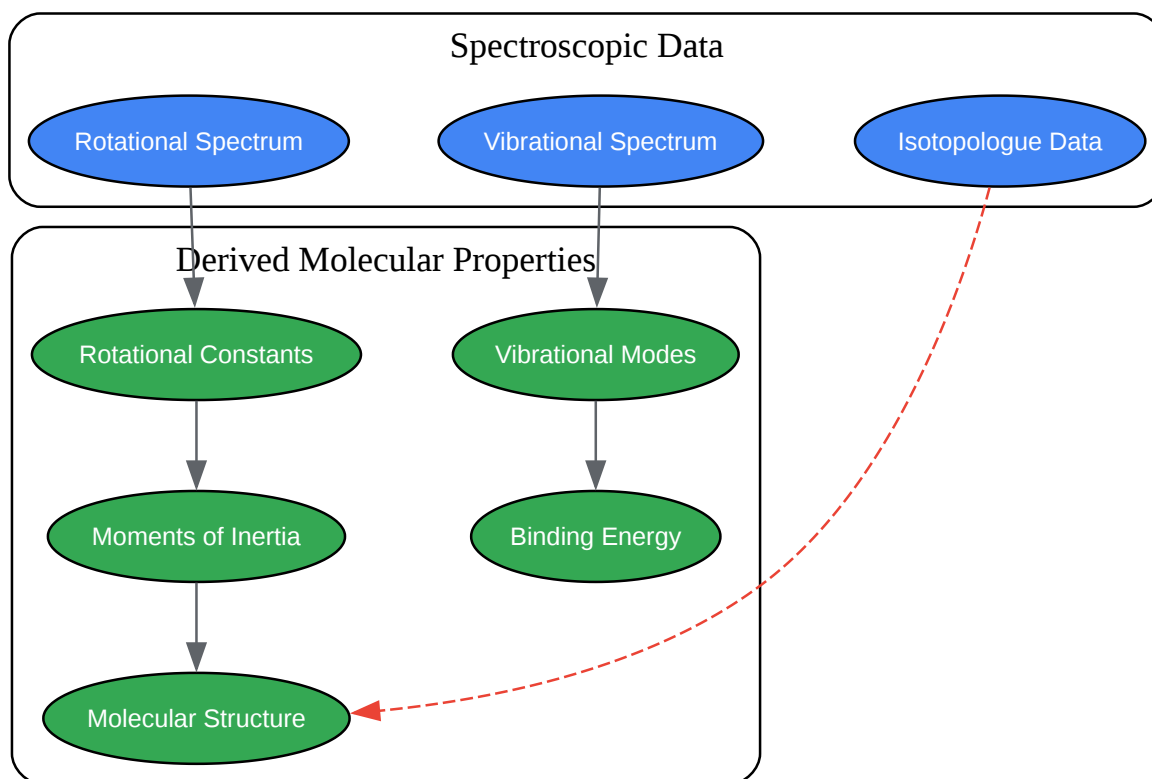 Spectroscopic Data
Rotational Spectrum
Vibrational Spectrum
Isotopologue Data
Derived Molecular Properties
Rotational Constants
Vibrational Modes
Moments of Inertia
Binding Energy
Molecular Structure